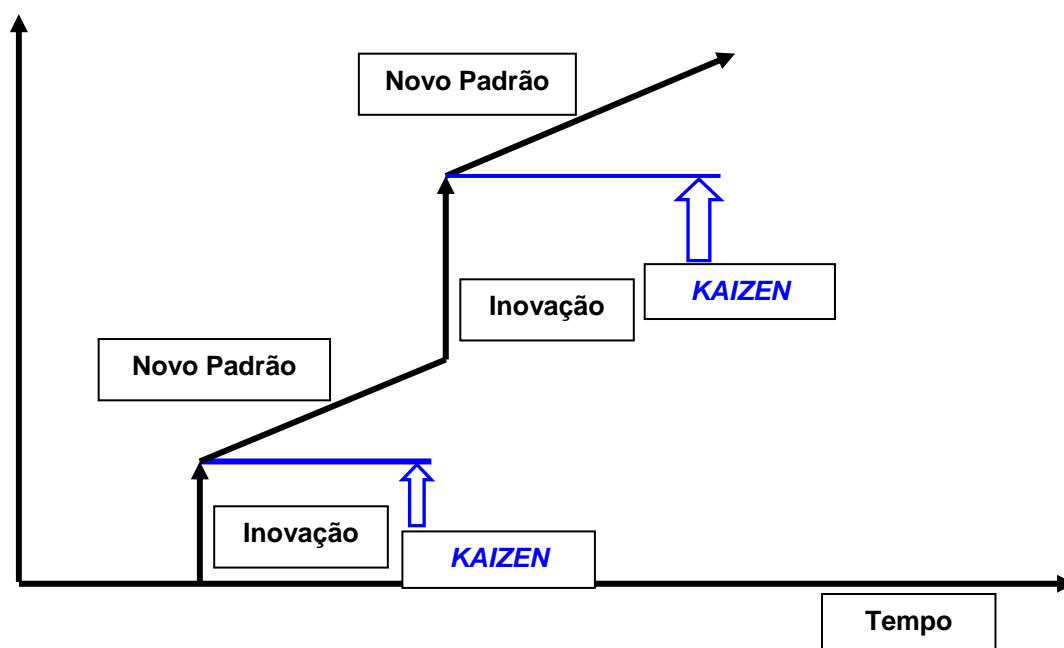 Novo Padrão
KAIZEN
Inovação
Novo Padrão
Inovação
KAIZEN
Tempo